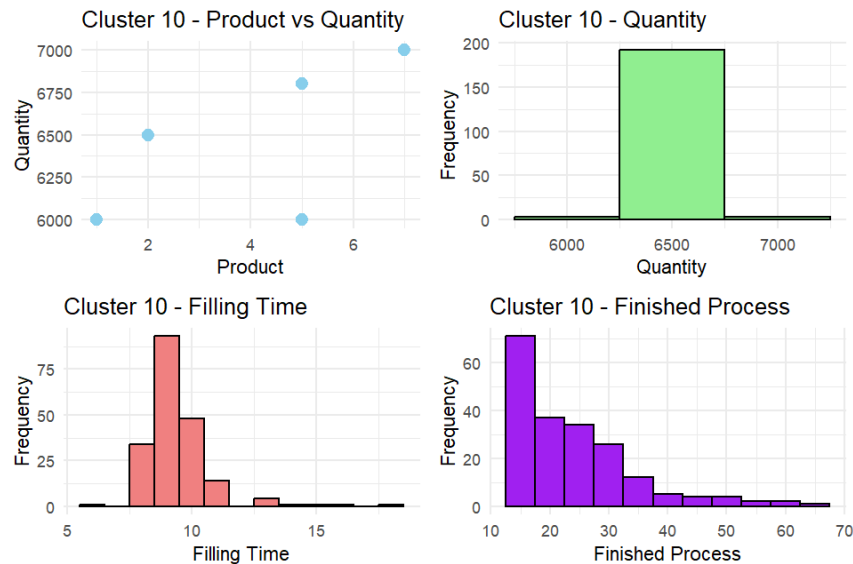 Cluster 10 - Product vs Quantity
7000
6750
6500
6250
6000
Quantity
2 4 6
Product
Cluster 10 - Quantity
200
150
100
50
0
Frequency
6000 6500 7000
Quantity
Cluster 10 - Filling Time
75
50
25
0
Frequency
5 10 15
Filling Time
Cluster 10 - Finished Process
60
40
20
0
Frequency
10 20 30 40 50 60 70
Finished Process